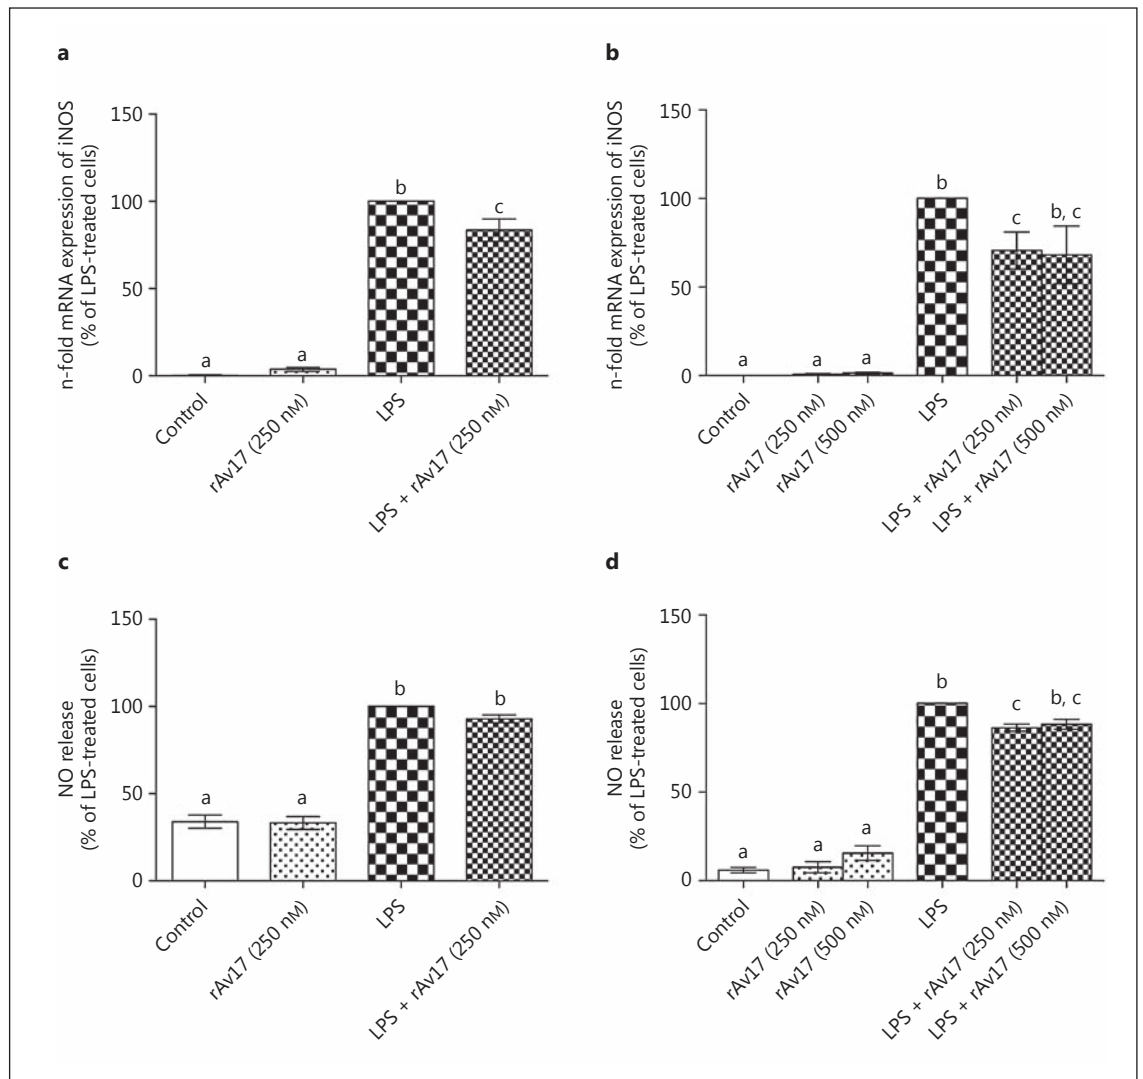 a
n-fold mRNA expression of iNOS
(% of LPS-treated cells)
150
100
50
0
a
a
b
c
Control
rAv17 (250 nM)
LPS
LPS + rAv17 (250 nM)
b
n-fold mRNA expression of iNOS
(% of LPS-treated cells)
150
100
50
0
a
a
a
b
c
b, c
Control
rAv17 (250 nM)
rAv17 (500 nM)
LPS
LPS + rAv17 (250 nM)
LPS + rAv17 (500 nM)
c
NO release
(% of LPS-treated cells)
150
100
50
0
a
a
b
b
Control
rAv17 (250 nM)
LPS
LPS + rAv17 (250 nM)
d
NO release
(% of LPS-treated cells)
150
100
50
0
a
a
a
b
c
b, c
Control
rAv17 (250 nM)
rAv17 (500 nM)
LPS
LPS + rAv17 (250 nM)
LPS + rAv17 (500 nM)